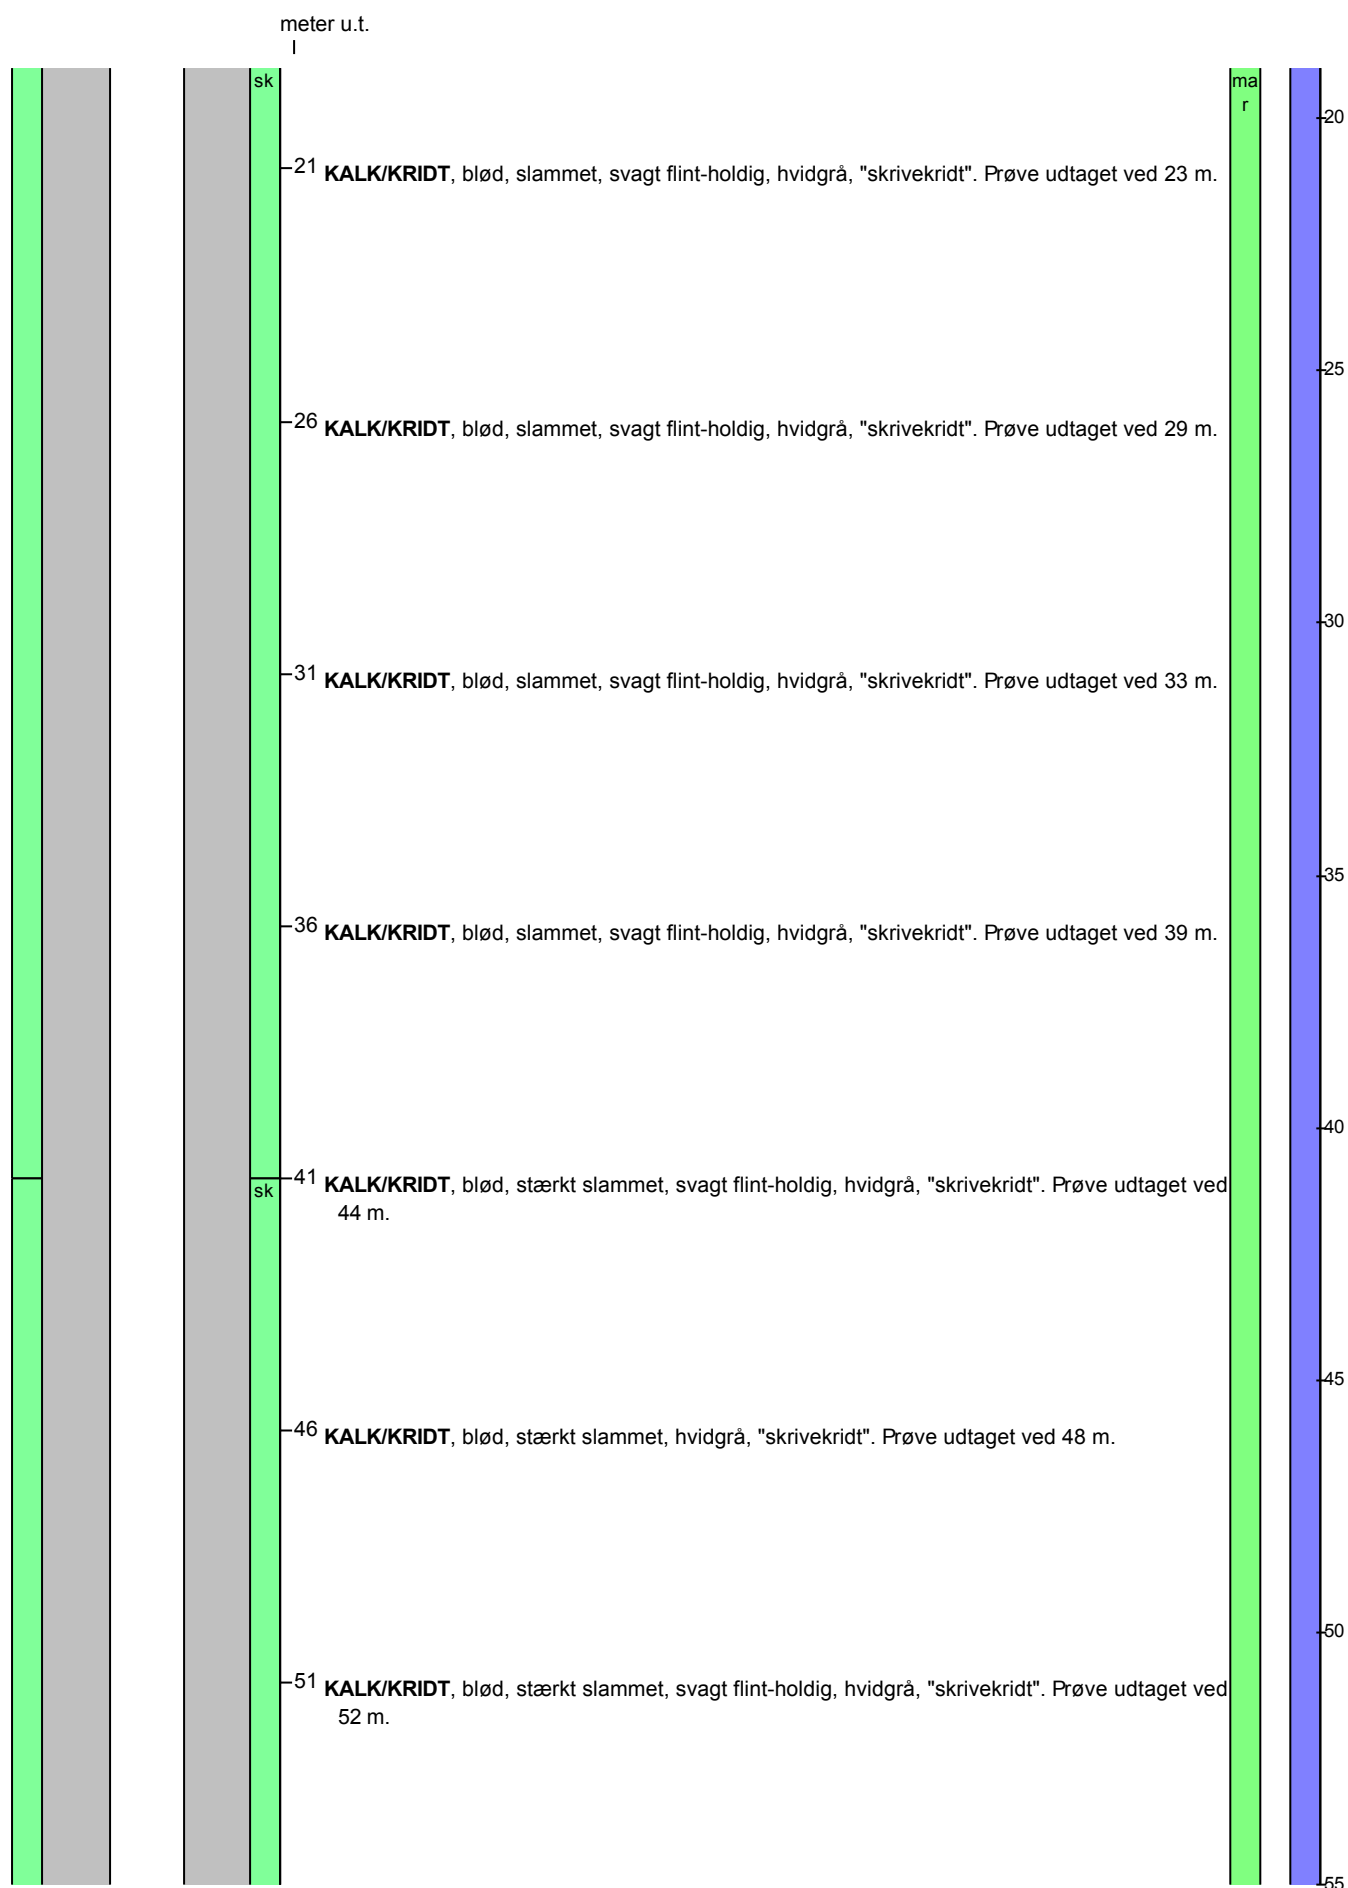 meter u.t.
sk
ma
r
20
21 KALK/KRIDT, blød, slammet, svagt flint-holdig, hvidgrå, "skrivekridt". Prøve udtaget ved 23 m.
25
26 KALK/KRIDT, blød, slammet, svagt flint-holdig, hvidgrå, "skrivekridt". Prøve udtaget ved 29 m.
30
31 KALK/KRIDT, blød, slammet, svagt flint-holdig, hvidgrå, "skrivekridt". Prøve udtaget ved 33 m.
35
36 KALK/KRIDT, blød, slammet, svagt flint-holdig, hvidgrå, "skrivekridt". Prøve udtaget ved 39 m.
40
41 KALK/KRIDT, blød, stærkt slammet, svagt flint-holdig, hvidgrå, "skrivekridt". Prøve udtaget ved
sk
44 m.
45
46 KALK/KRIDT, blød, stærkt slammet, hvidgrå, "skrivekridt". Prøve udtaget ved 48 m.
50
51 KALK/KRIDT, blød, stærkt slammet, svagt flint-holdig, hvidgrå, "skrivekridt". Prøve udtaget ved
52 m.
55